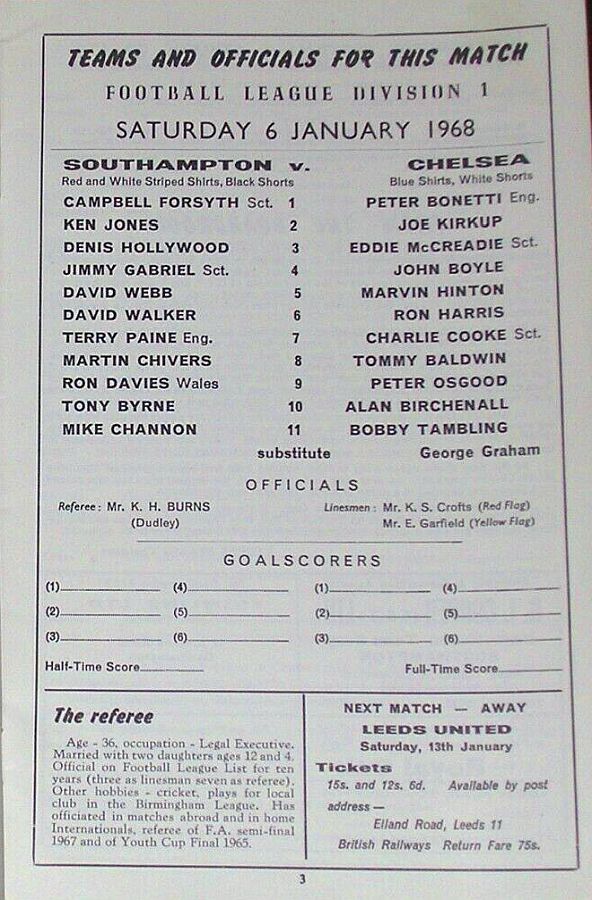 TEAMS AND OFFICIALS FOR THIS MATCH
FOOTBALL LEAGUE DIVISION 1
SATURDAY 6 JANUARY 1968
SOUTHAMPTON v. CHELSEA
Red and White Striped Shirts, Black Shorts Blue Shirts, White Shorts
CAMPBELL FORSYTH Sct. 1 PETER BONETTI Eng.
KEN JONES 2 JOE KIRKUP
DENIS HOLLYWOOD 3 EDDIE McCREADIE Sct.
JIMMY GABRIEL Sct. 4 JOHN BOYLE
DAVID WEBB 5 MARVIN HINTON
DAVID WALKER 6 RON HARRIS
TERRY PAINE Eng. 7 CHARLIE COOKE Sct.
MARTIN CHIVERS 8 TOMMY BALDWIN
RON DAVIES Wales 9 PETER OSGOOD
TONY BYRNE 10 ALAN BIRCHENALL
MIKE CHANNON 11 BOBBY TAMBLING
substitute George Graham
OFFICIALS
Referee: Mr. K. H. BURNS Linesmen: Mr. K. S. Crofts (Red Flag)
(Dudley) Mr. E. Garfield (Yellow Flag)
GOALSCORERS
(1) (4) (1) (4)
(2) (5) (2) (5)
(3) (6) (3) (6)
Half-Time Score Full-Time Score
The referee
Age - 36, occupation - Legal Executive.
Married with two daughters ages 12 and 4.
Official on Football League List for ten
years (three as linesman seven as referee).
Other hobbies - cricket, plays for local
club in the Birmingham League. Has
officiated in matches abroad and in home
Internationals, referee of F.A. semi-final
1967 and of Youth Cup Final 1965.
NEXT MATCH — AWAY
LEEDS UNITED
Saturday, 13th January
Tickets
15s. and 12s. 6d. Available by post
address —
Elland Road, Leeds 11
British Railways Return Fare 75s.
3